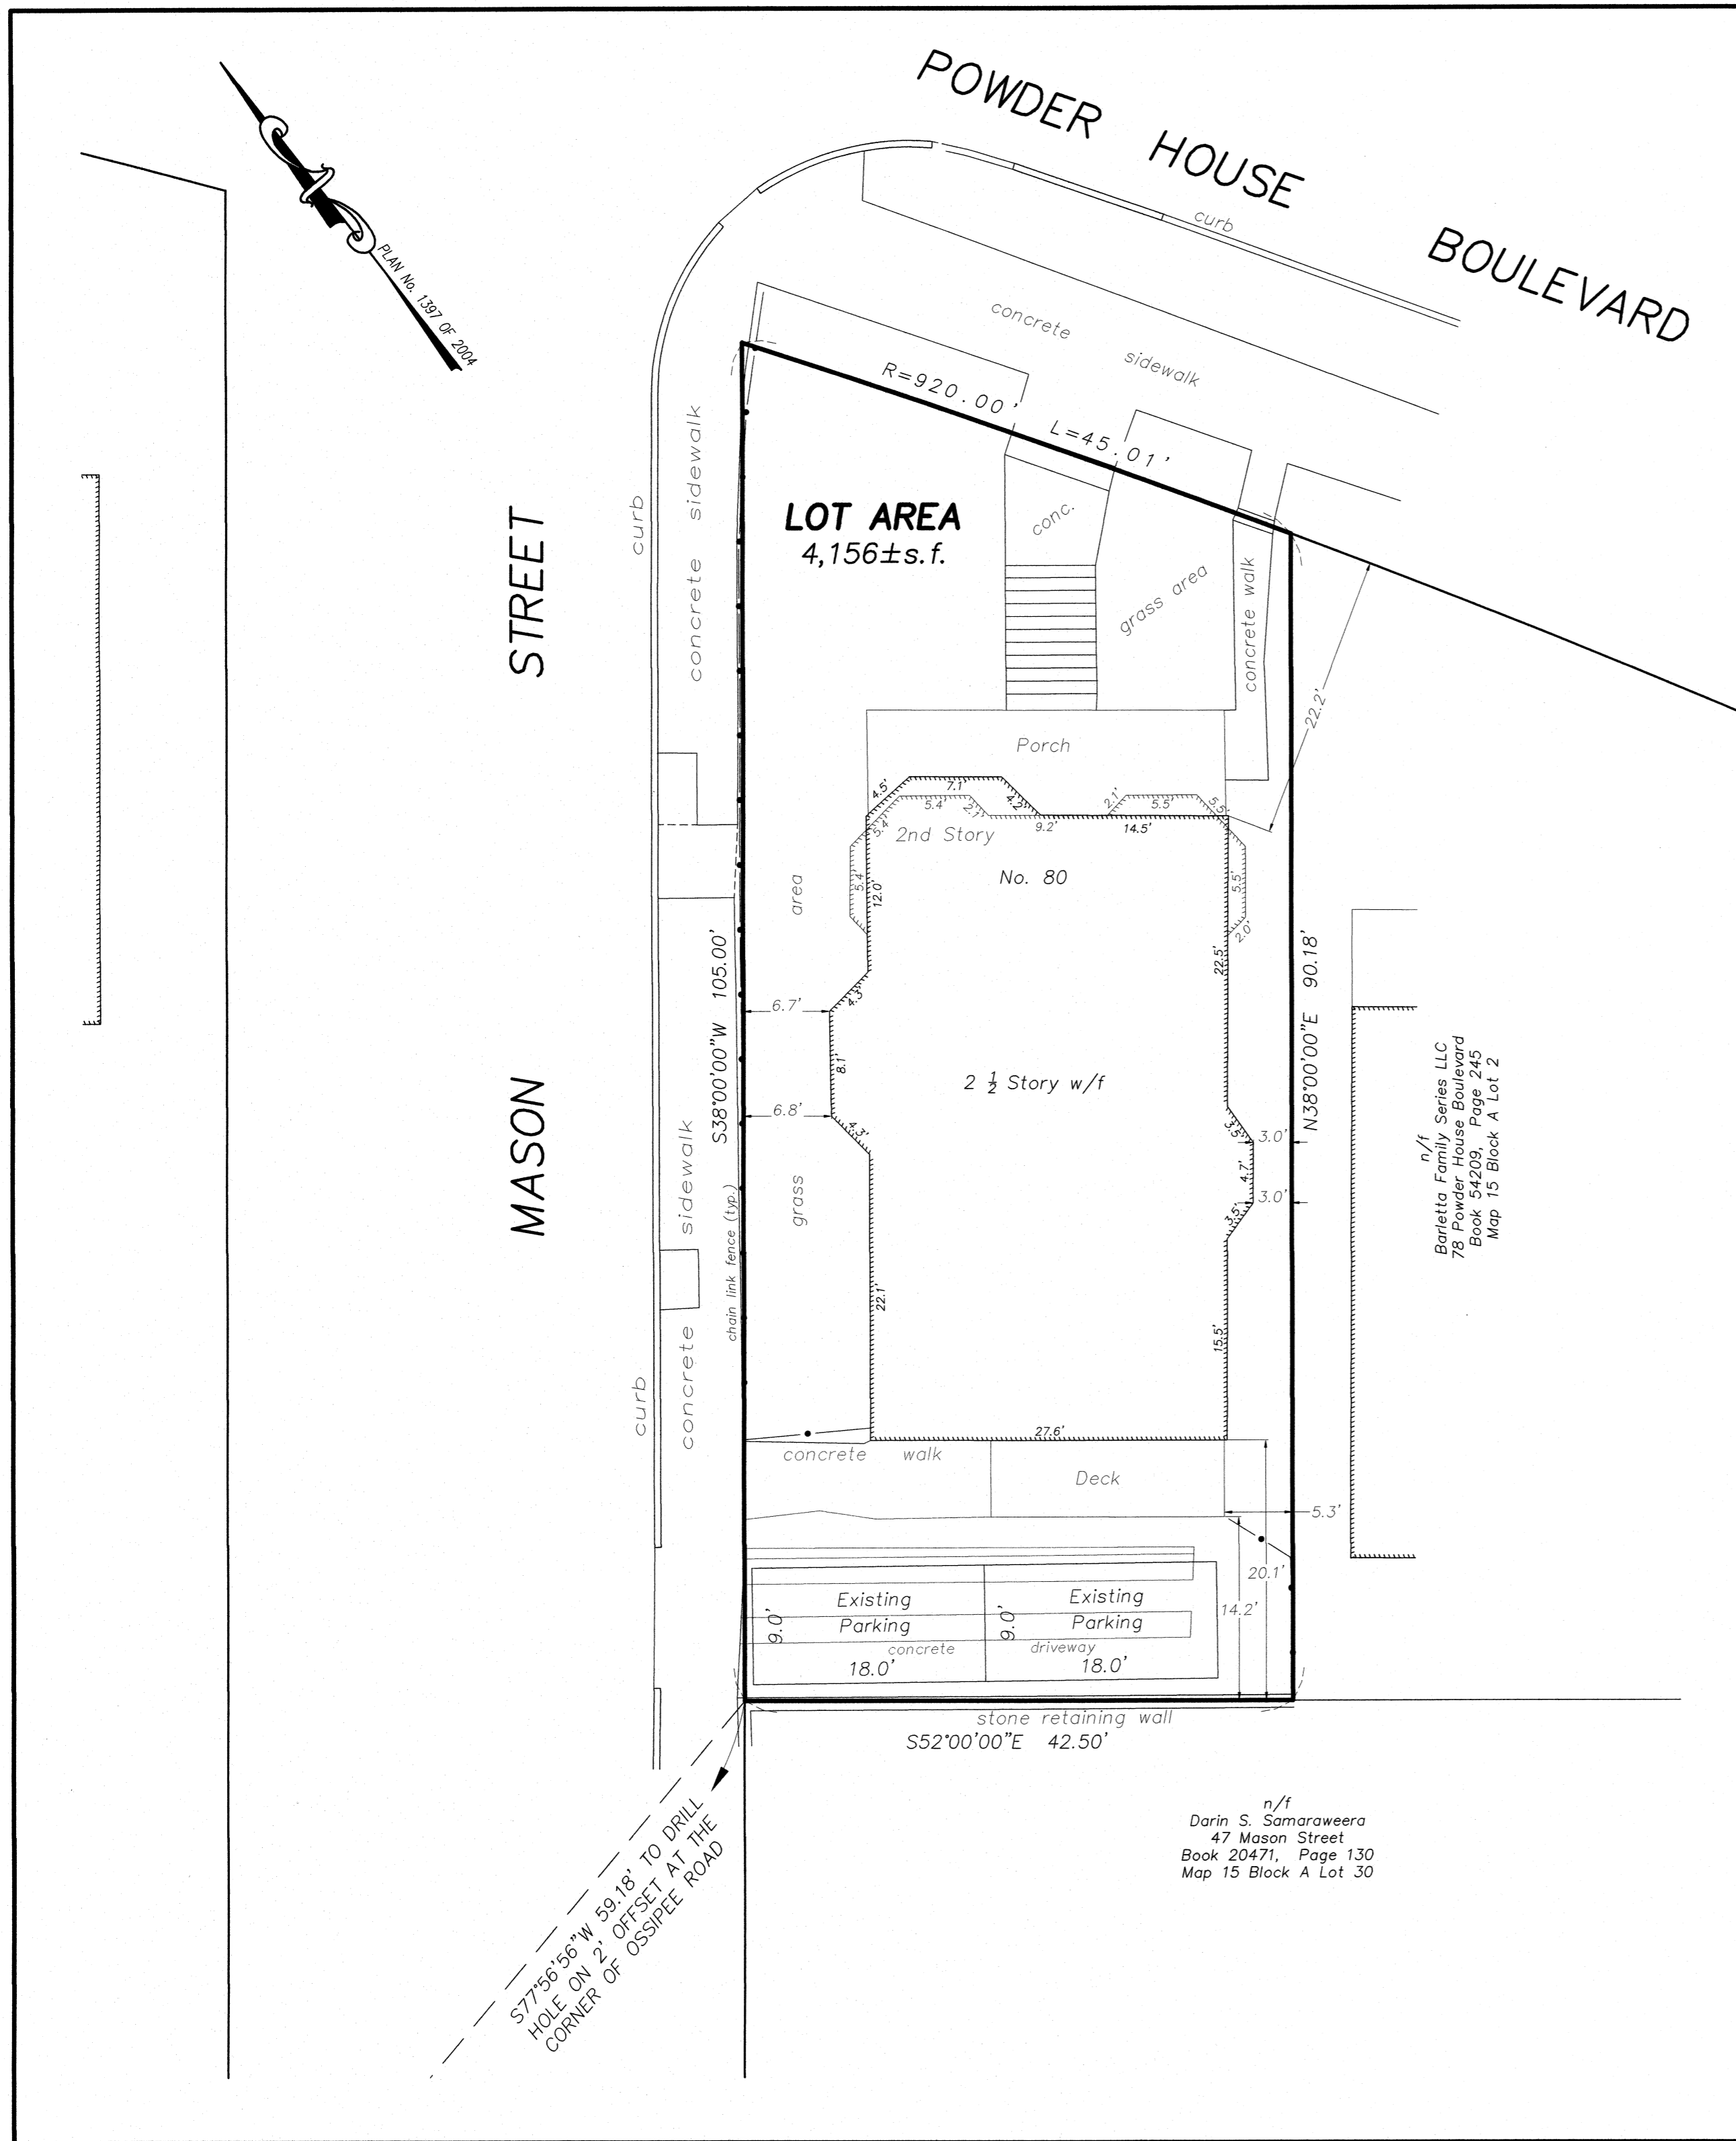 POWDER HOUSE BOULEVARD
PLAN No. 1397 OF 2004
curb
concrete sidewalk
R=920.00' L=45.01'
LOT AREA
4,156±s.f.
conc.
grass area
concrete walk
22.2'
STREET
MASON
curb
concrete sidewalk
Porch
4.5'
7.1'
4.2'
5.4'
2.1'
5.4'
9.2'
2.1'
5.5'
5.5'
14.5'
2nd Story
No. 80
5.4'
12.0'
5.5'
2.0'
22.5'
area
grass
S38°00'00"W 105.00'
N38°00'00"E 90.18'
6.7'
4.3'
8.1'
6.8'
4.3'
2 ½ Story w/f
3.5'
3.0'
4.7'
3.0'
3.5'
n/f
Barletta Family Series LLC
78 Powder House Boulevard
Book 54209, Page 245
Map 15 Block A Lot 2
chain link fence (typ.)
curb
concrete sidewalk
22.1'
15.5'
27.6'
concrete walk
Deck
5.3'
20.1'
14.2'
Existing
Parking
9.0'
18.0'
Existing
Parking
9.0'
18.0'
concrete driveway
stone retaining wall
S52°00'00"E 42.50'
S77°56'56"W 59.18' TO DRILL
HOLE ON 2' OFFSET AT THE
CORNER OF OSSIPEE ROAD
n/f
Darin S. Samaraweera
47 Mason Street
Book 20471, Page 130
Map 15 Block A Lot 30